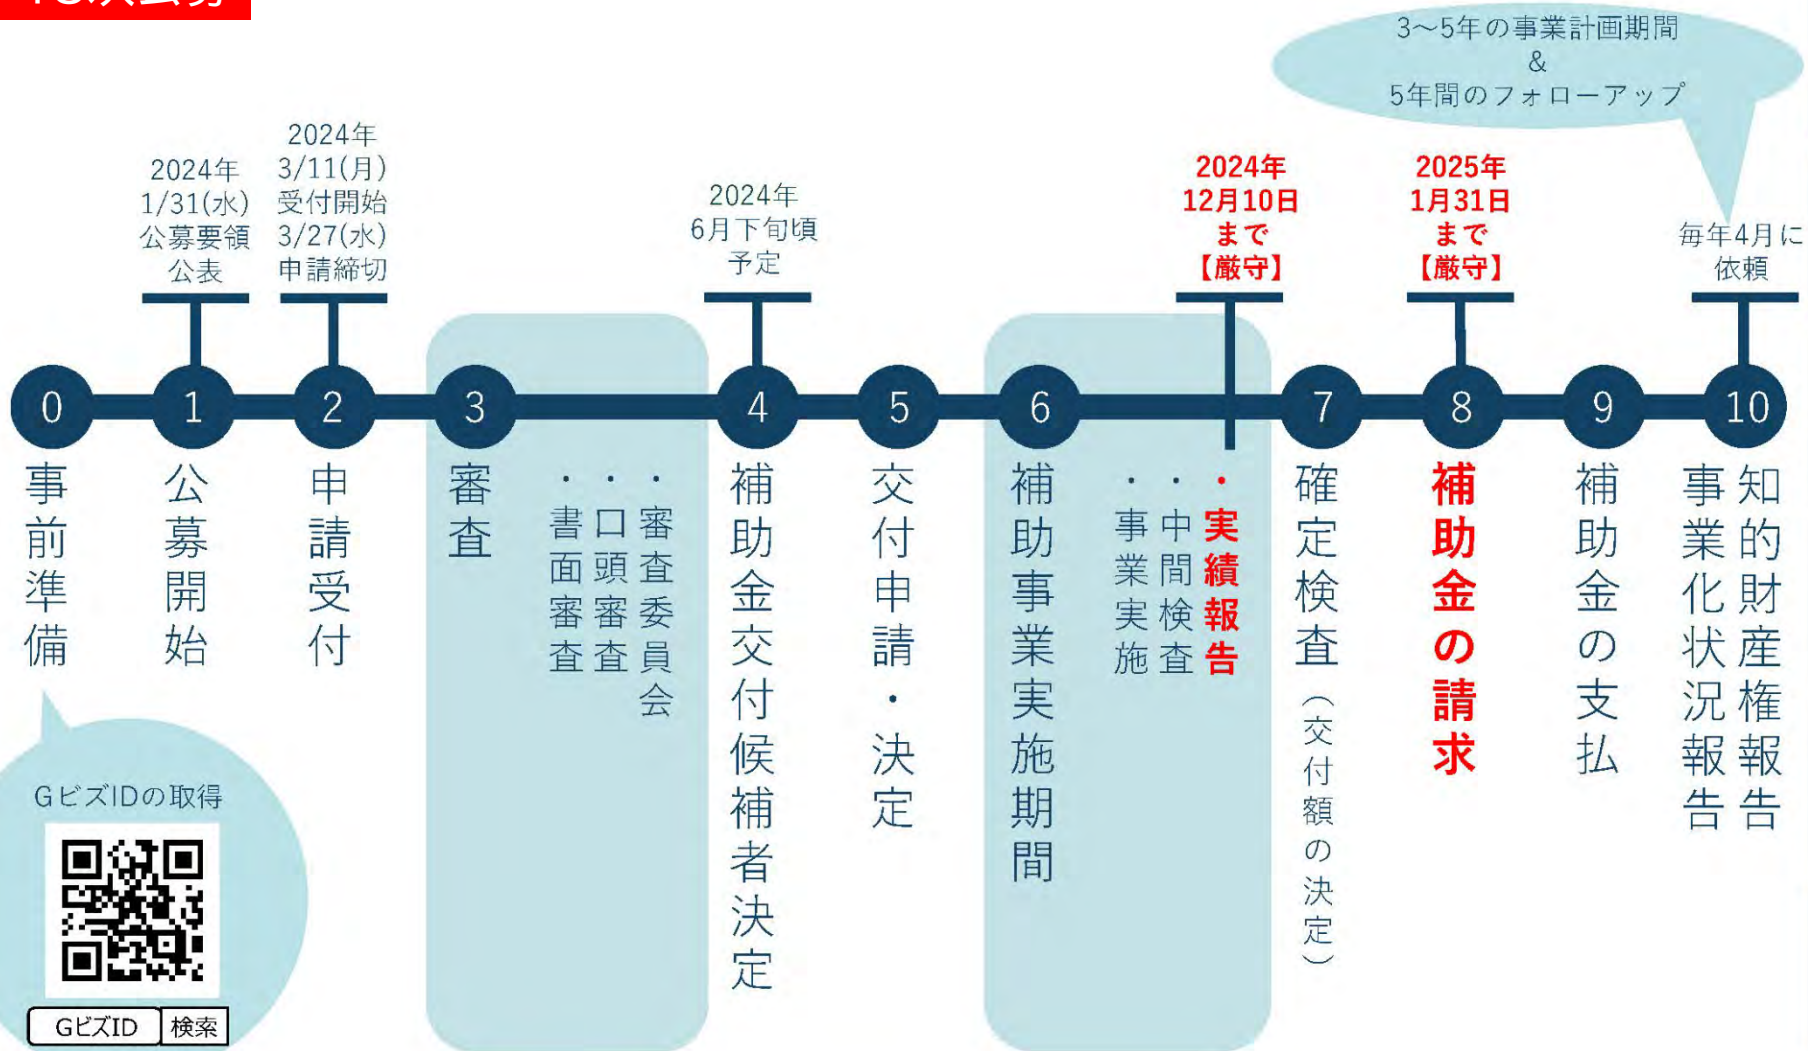 3～5年の事業計画期間
&
5年間のフォローアップ
2024年
1/31(水)
公募要領
公表
2024年
3/11(月)
受付開始
3/27(水)
申請締切
2024年
6月下旬頃
予定
2024年
12月10日
まで
【厳守】
2025年
1月31日
まで
【厳守】
毎年4月に
依頼
0
1
2
3
4
5
6
7
8
9
10
事前準備
公募開始
申請受付
審査
・書面審査
・口頭審査
・審査委員会
補助金交付候補者決定
交付申請・決定
補助事業実施期間
・事業実施
・中間検査
・実績報告
確定検査（交付額の決定）
補助金の請求
補助金の支払
事業化状況報告
知的財産権報告
GビズIDの取得
GビズID 検索